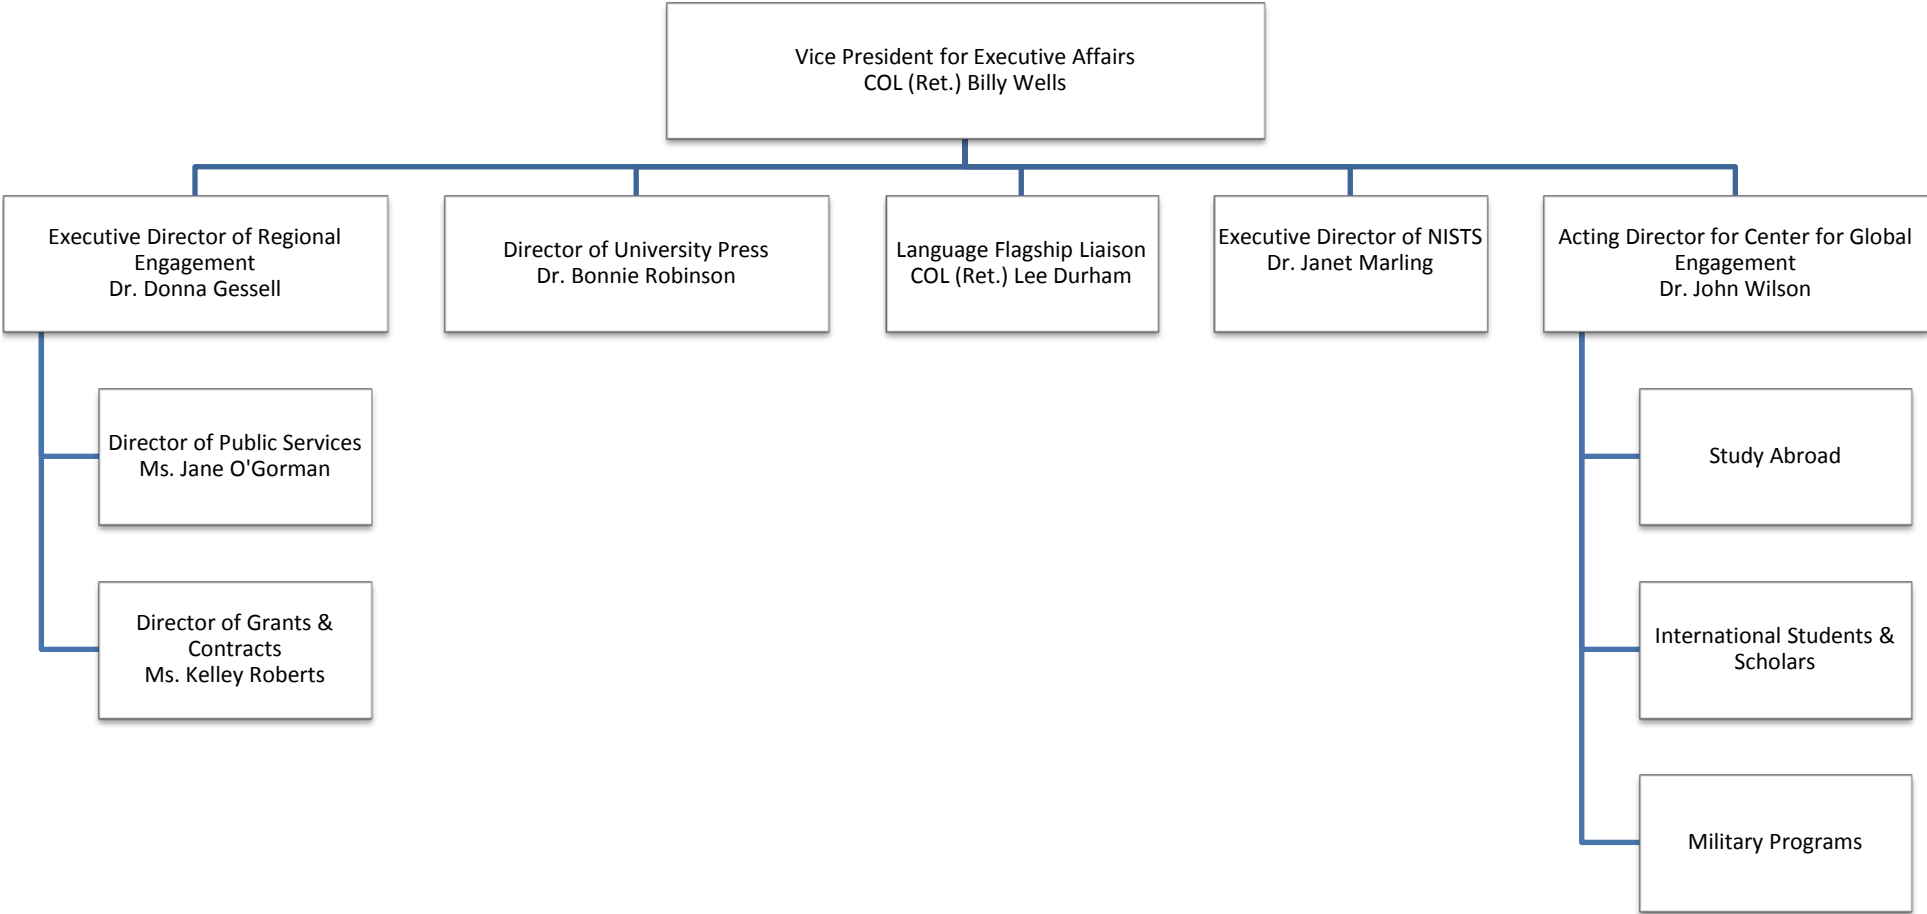 Vice President for Executive Affairs
COL (Ret.) Billy Wells
Executive Director of Regional
Engagement
Dr. Donna Gessell
Director of University Press
Dr. Bonnie Robinson
Language Flagship Liaison
COL (Ret.) Lee Durham
Executive Director of NISTS
Dr. Janet Marling
Acting Director for Center for Global
Engagement
Dr. John Wilson
Director of Public Services
Ms. Jane O'Gorman
Director of Grants &
Contracts
Ms. Kelley Roberts
Study Abroad
International Students &
Scholars
Military Programs